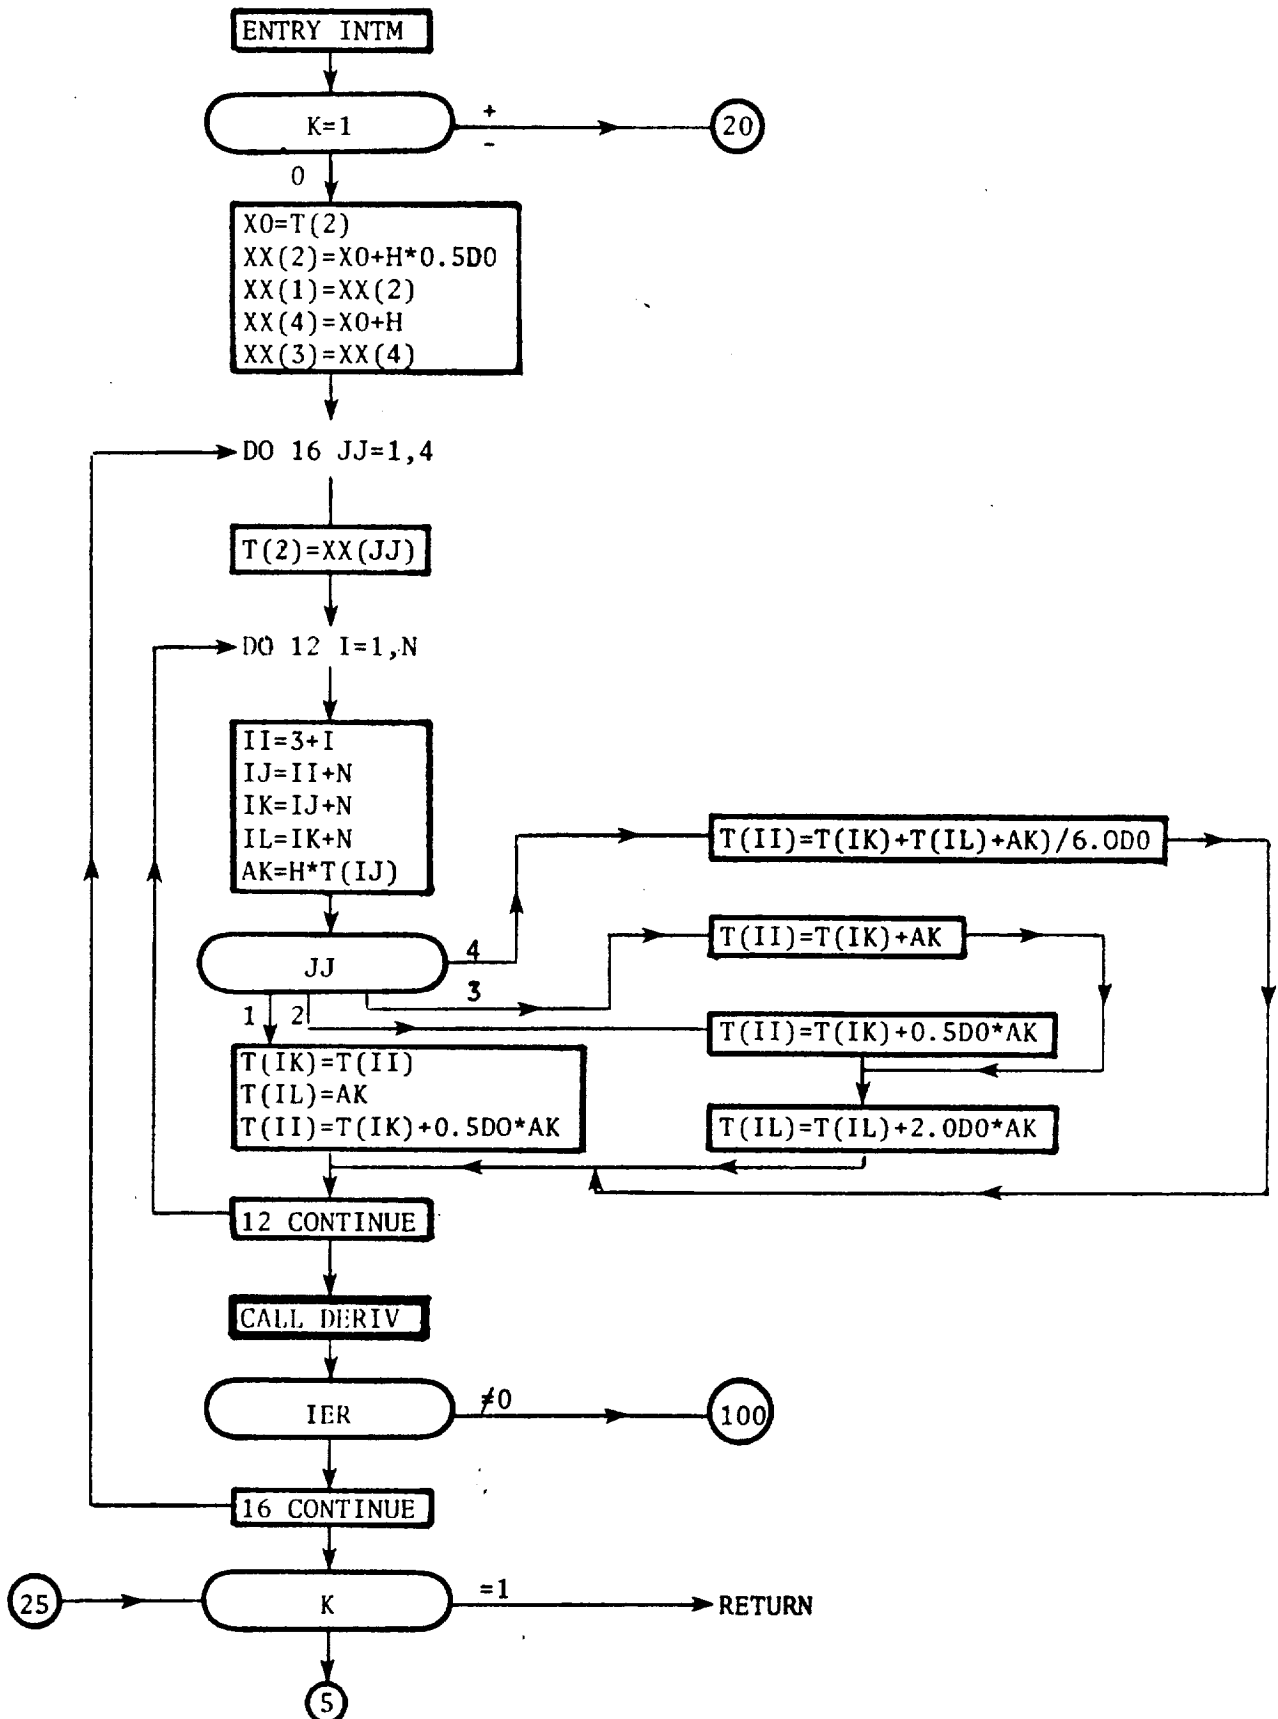 ENTRY INTM
K=1
+
-
20
0
X0=T(2)
XX(2)=X0+H*0.5D0
XX(1)=XX(2)
XX(4)=X0+H
XX(3)=XX(4)
DO 16 JJ=1,4
T(2)=XX(JJ)
DO 12 I=1,N
II=3+I
IJ=II+N
IK=IJ+N
IL=IK+N
AK=H*T(IJ)
T(II)=T(IK)+T(IL)+AK)/6.0D0
JJ
4
T(II)=T(IK)+AK
3
1
2
T(II)=T(IK)+0.5D0*AK
T(IK)=T(II)
T(IL)=AK
T(II)=T(IK)+0.5D0*AK
T(IL)=T(IL)+2.0D0*AK
12 CONTINUE
CALL DERIV
IER
≠0
100
16 CONTINUE
25
K
=1
RETURN
5